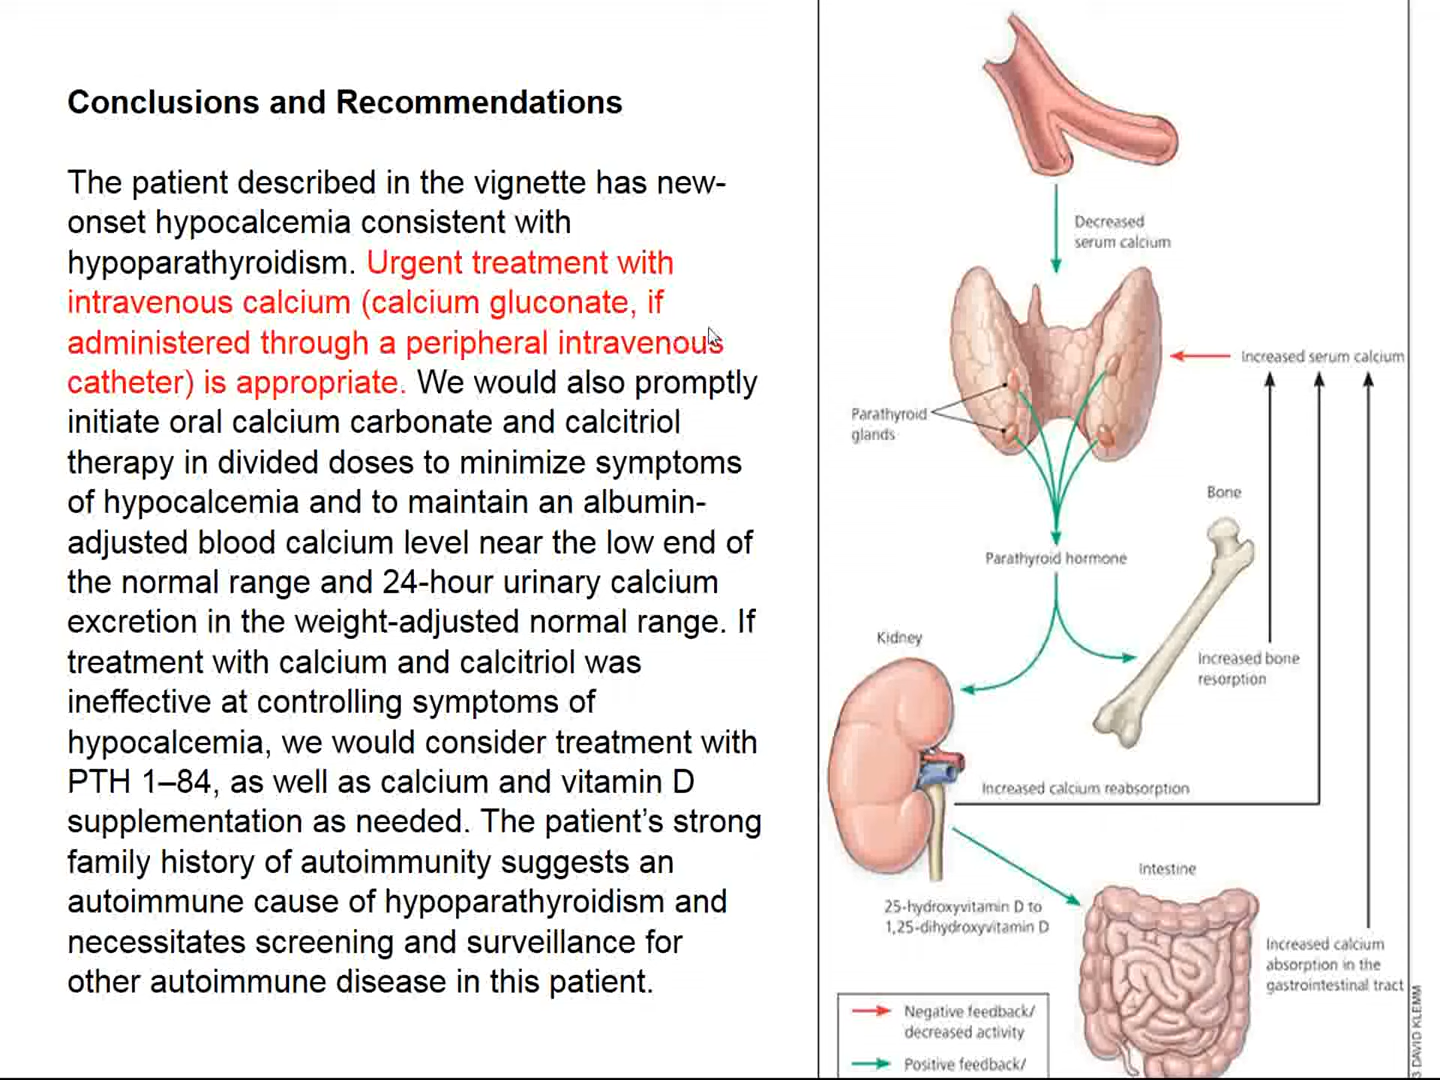 Conclusions and Recommendations
The patient described in the vignette has new-
onset hypocalcemia consistent with
hypoparathyroidism. Urgent treatment with
intravenous calcium (calcium gluconate, if
administered through a peripheral intravenous
catheter) is appropriate. We would also promptly
initiate oral calcium carbonate and calcitriol
therapy in divided doses to minimize symptoms
of hypocalcemia and to maintain an albumin-
adjusted blood calcium level near the low end of
the normal range and 24-hour urinary calcium
excretion in the weight-adjusted normal range. If
treatment with calcium and calcitriol was
ineffective at controlling symptoms of
hypocalcemia, we would consider treatment with
PTH 1–84, as well as calcium and vitamin D
supplementation as needed. The patient's strong
family history of autoimmunity suggests an
autoimmune cause of hypoparathyroidism and
necessitates screening and surveillance for
other autoimmune disease in this patient.
Decreased
serum calcium
Increased serum calcium
Parathyroid
glands
Bone
Parathyroid hormone
Kidney
Increased bone
resorption
Increased calcium reabsorption
Intestine
25-hydroxyvitamin D to
1,25-dihydroxyvitamin D
Increased calcium
absorption in the
gastrointestinal tract
Negative feedback/
decreased activity
Positive feedback/
3 DAVID KLEMM